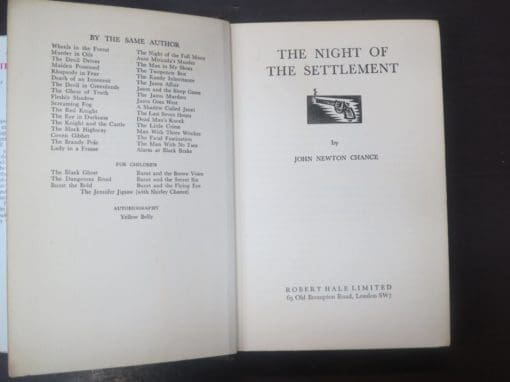 BY THE SAME AUTHOR
Wheels in the Forest
Murder in Oils
The Devil Drives
Maiden Possessed
Rhapsody in Fear
Death of an Innocent
The Devil in Greenlands
The Ghost of Truth
Screaming Fog
The Red Knight
The Eye in Darkness
The Knight and the Castle
The Black Highway
Coven Gibbet
The Brandy Pole
Lady in a Frame
The Night of the Full Moon
Aunt Miranda's Murder
The Man in My Shoes
The Twopenny Box
The Randy Inheritance
The Jason Affair
Jason and the Sleep Game
The Jason Murders
Jason Goes West
A Shadow Called Janet
The Last Seven Hours
Dead Man's Knock
The Little Crime
Man With Three Witches
The Fatal Fascination
The Man With No Face
Alarm at Black Brake
FOR CHILDREN
The Black Ghost
The Dangerous Road
Bunst the Bold
Bunst and the Brown Voice
Bunst and the Secret Six
Bunst and the Flying Eye
The Jennifer Jigsaw (with Shirley Chance)
AUTOBIOGRAPHY
Yellow Belly
THE NIGHT OF
THE SETTLEMENT
by
JOHN NEWTON CHANCE
ROBERT HALE LIMITED
63 Old Brompton Road, London SW7